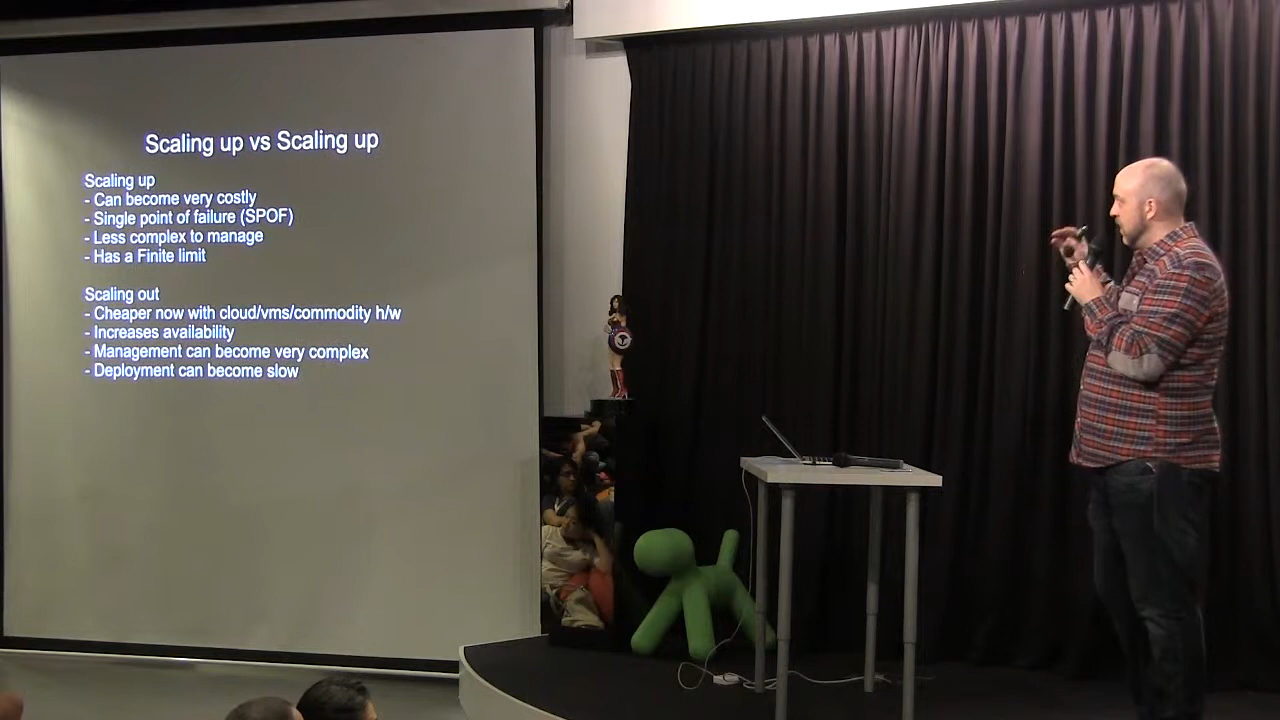 Scaling up vs Scaling up
Scaling up
- Can become very costly
- Single point of failure (SPOF)
- Less complex to manage
- Has a Finite limit
Scaling out
- Cheaper now with cloud/vms/commodity h/w
- Increases availability
- Management can become very complex
- Deployment can become slow